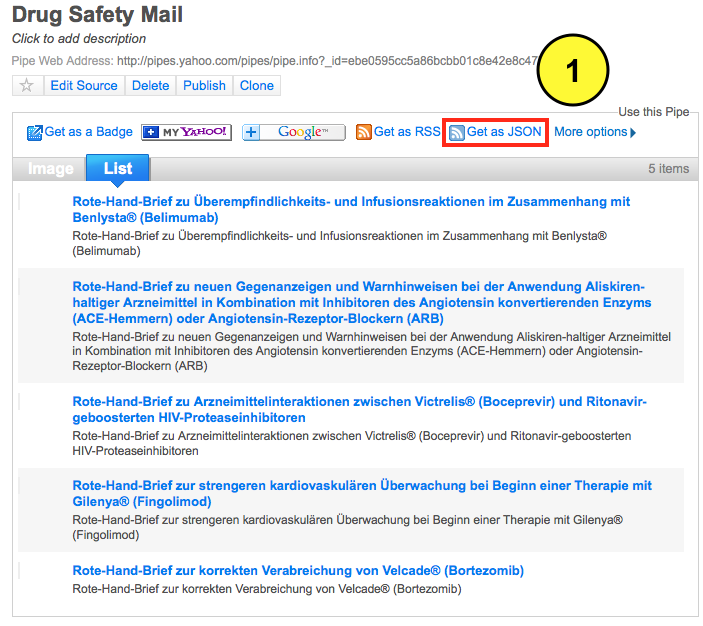 Drug Safety Mail
Click to add description
Pipe Web Address: http://pipes.yahoo.com/pipes/pipe.info?_id=ebe0595cc5a86bcbb01c8e42e8c47
1
Edit Source Delete Publish Clone
Use this Pipe
Get as a Badge MY YAHOO! Google™ Get as RSS Get as JSON More options
Image List 5 items
Rote-Hand-Brief zu Überempfindlichkeits- und Infusionsreaktionen im Zusammenhang mit
Benlysta® (Belimumab)
Rote-Hand-Brief zu Überempfindlichkeits- und Infusionsreaktionen im Zusammenhang mit Benlysta®
(Belimumab)
Rote-Hand-Brief zu neuen Gegenanzeigen und Warnhinweisen bei der Anwendung Aliskiren-
haltiger Arzneimittel in Kombination mit Inhibitoren des Angiotensin konvertierenden Enzyms
(ACE-Hemmern) oder Angiotensin-Rezeptor-Blockern (ARB)
Rote-Hand-Brief zu neuen Gegenanzeigen und Warnhinweisen bei der Anwendung Aliskiren-haltiger Arzneimittel
in Kombination mit Inhibitoren des Angiotensin konvertierenden Enzyms (ACE-Hemmern) oder Angiotensin-
Rezeptor-Blockern (ARB)
Rote-Hand-Brief zu Arzneimittelinteraktionen zwischen Victrelis® (Boceprevir) und Ritonavir-
geboosterten HIV-Proteaseinhibitoren
Rote-Hand-Brief zu Arzneimittelinteraktionen zwischen Victrelis® (Boceprevir) und Ritonavir-geboosterten
HIV-Proteaseinhibitoren
Rote-Hand-Brief zur strengeren kardiovaskulären Überwachung bei Beginn einer Therapie mit
Gilenya® (Fingolimod)
Rote-Hand-Brief zur strengeren kardiovaskulären Überwachung bei Beginn einer Therapie mit Gilenya®
(Fingolimod)
Rote-Hand-Brief zur korrekten Verabreichung von Velcade® (Bortezomib)
Rote-Hand-Brief zur korrekten Verabreichung von Velcade® (Bortezomib)